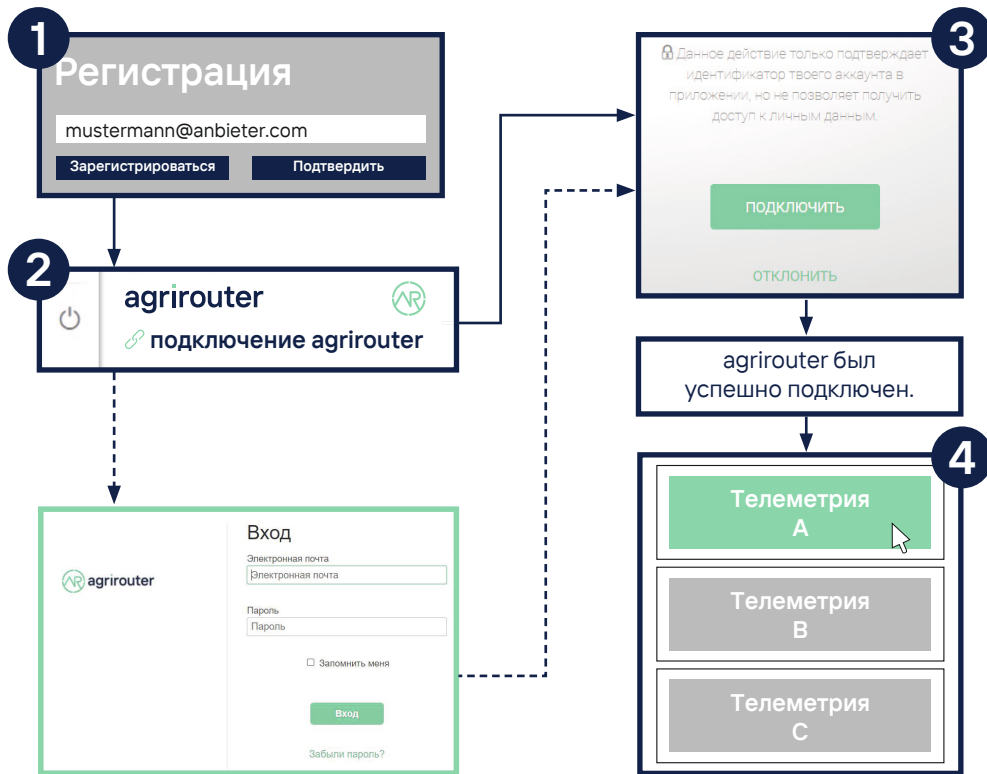 1
Регистрация
mustermann@anbieter.com
Зарегистрироваться
Подтвердить
2
agrirouter
AR
подключение agrirouter
AR agrirouter
Вход
Электронная почта
Электронная почта
Пароль
Пароль
Запомнить меня
Вход
Забыли пароль?
3
Данное действие только подтверждает
идентификатор твоего аккаунта в
приложении, но не позволяет получить
доступ к личным данным.
ПОДКЛЮЧИТЬ
ОТКЛОНИТЬ
agrirouter был
успешно подключен.
4
Телеметрия
A
Телеметрия
B
Телеметрия
C